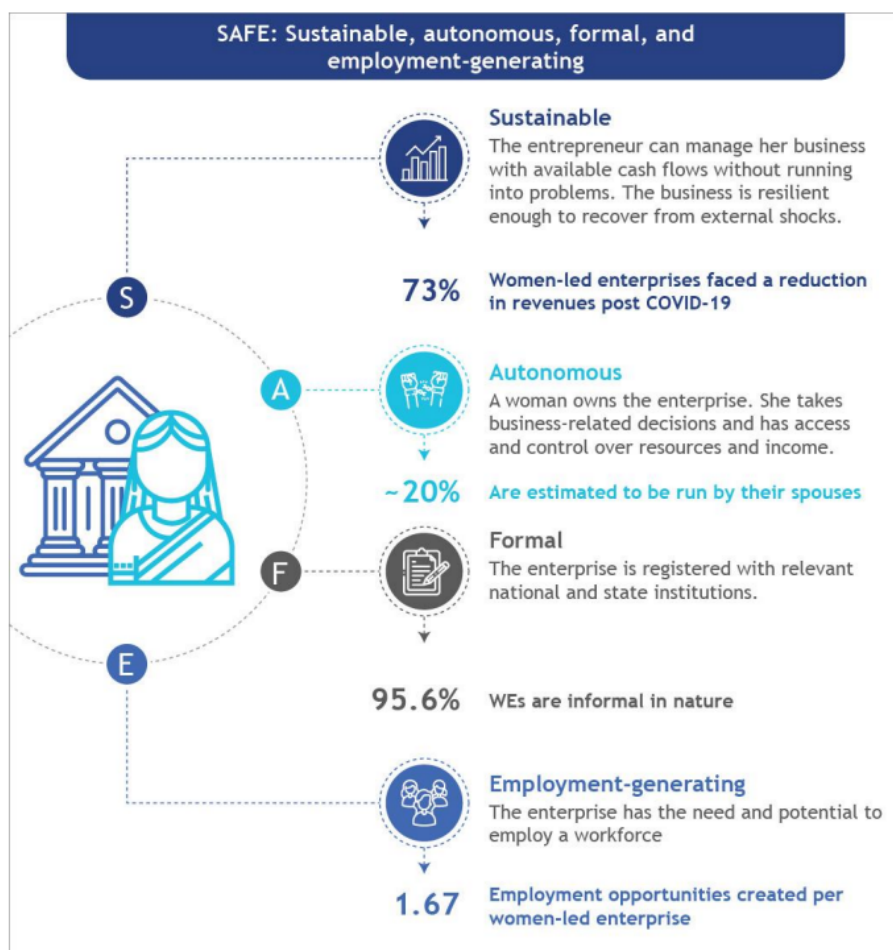 SAFE: Sustainable, autonomous, formal, and
employment-generating
Sustainable
The entrepreneur can manage her business
with available cash flows without running
into problems. The business is resilient
enough to recover from external shocks.
S
73%
Women-led enterprises faced a reduction
in revenues post COVID-19
A
Autonomous
A woman owns the enterprise. She takes
business-related decisions and has access
and control over resources and income.
~20%
Are estimated to be run by their spouses
F
Formal
The enterprise is registered with relevant
national and state institutions.
E
95.6%
WEs are informal in nature
Employment-generating
The enterprise has the need and potential to
employ a workforce
1.67
Employment opportunities created per
women-led enterprise